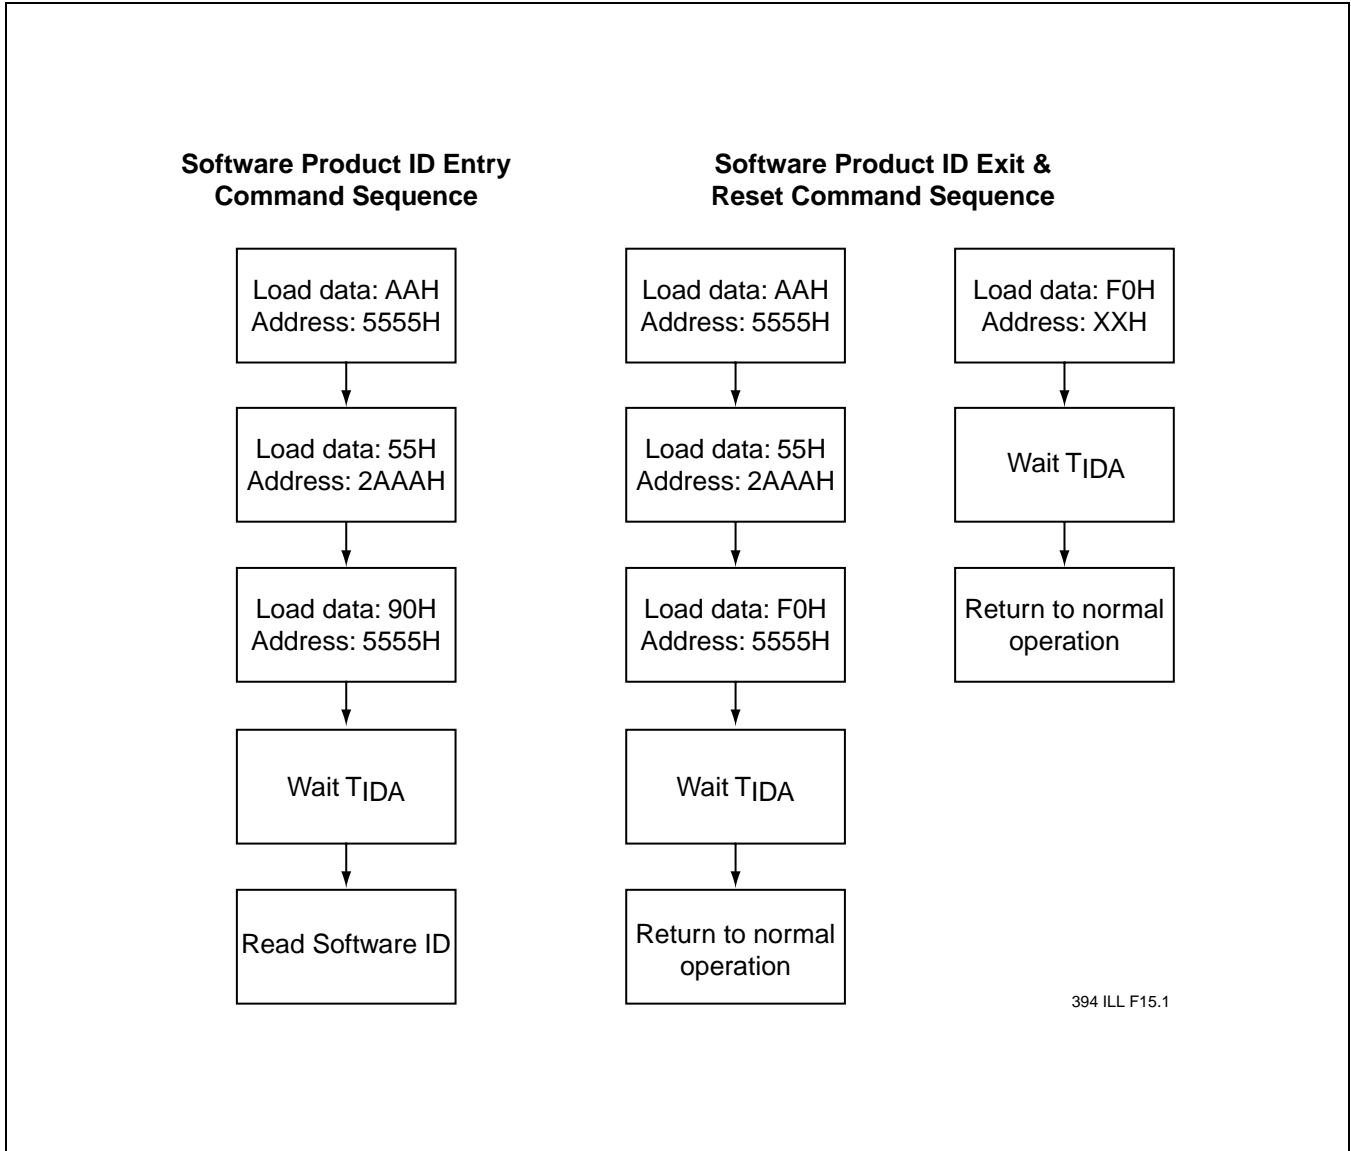 Software Product ID Entry
Command Sequence
Load data: AAH
Address: 5555H
Load data: 55H
Address: 2AAAH
Load data: 90H
Address: 5555H
Wait TIDA
Read Software ID
Software Product ID Exit &
Reset Command Sequence
Load data: AAH
Address: 5555H
Load data: 55H
Address: 2AAAH
Load data: F0H
Address: 5555H
Wait TIDA
Return to normal
operation
Load data: F0H
Address: XXH
Wait TIDA
Return to normal
operation
394 ILL F15.1